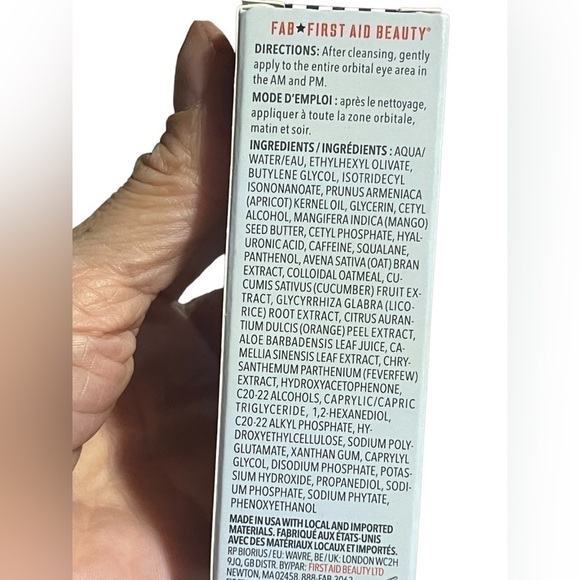 FAB★FIRST AID BEAUTY®
DIRECTIONS: After cleansing, gently
apply to the entire orbital eye area in
the AM and PM.
MODE D'EMPLOI : après le nettoyage,
appliquer à toute la zone orbitale,
matin et soir.
INGREDIENTS / INGRÉDIENTS : AQUA/
WATER/EAU, ETHYLHEXYL OLIVATE,
BUTYLENE GLYCOL, ISOTRIDECYL
ISONONANOATE, PRUNUS ARMENIACA
(APRICOT) KERNEL OIL, GLYCERIN, CETYL
ALCOHOL, MANGIFERA INDICA (MANGO)
SEED BUTTER, CETYL PHOSPHATE, HYAL-
URONIC ACID, CAFFEINE, SQUALANE,
PANTHENOL, AVENA SATIVA (OAT) BRAN
EXTRACT, COLLOIDAL OATMEAL, CU-
CUMIS SATIVUS (CUCUMBER) FRUIT EX-
TRACT, GLYCYRRHIZA GLABRA (LICO-
RICE) ROOT EXTRACT, CITRUS AURAN-
TIUM DULCIS (ORANGE) PEEL EXTRACT,
ALOE BARBADENSIS LEAF JUICE, CA-
MELLIA SINENSIS LEAF EXTRACT, CHRY-
SANTHEMUM PARTHENIUM (FEVERFEW)
EXTRACT, HYDROXYACETOPHENONE,
C20-22 ALCOHOLS, CAPRYLIC/CAPRIC
TRIGLYCERIDE, 1,2-HEXANEDIOL,
C20-22 ALKYL PHOSPHATE, HY-
DROXYETHYLCELLULOSE, SODIUM POLY-
GLUTAMATE, XANTHAN GUM, CAPRYLYL
GLYCOL, DISODIUM PHOSPHATE, POTAS-
SIUM HYDROXIDE, PROPANEDIOL, SODI-
UM PHOSPHATE, SODIUM PHYTATE,
PHENOXYETHANOL
MADE IN USA WITH LOCAL AND IMPORTED
MATERIALS. FABRIQUÉ AUX ÉTATS-UNIS
AVEC DES MATÉRIAUX LOCAUX ET IMPORTÉS.
RP BIORIUS/EU: WAVRE, BE/UK: LONDON WC2H
9JQ, GB DISTR. BY/PAR: FIRST AID BEAUTY LTD
NEWTON, MA 02458. 888-FAB-3063